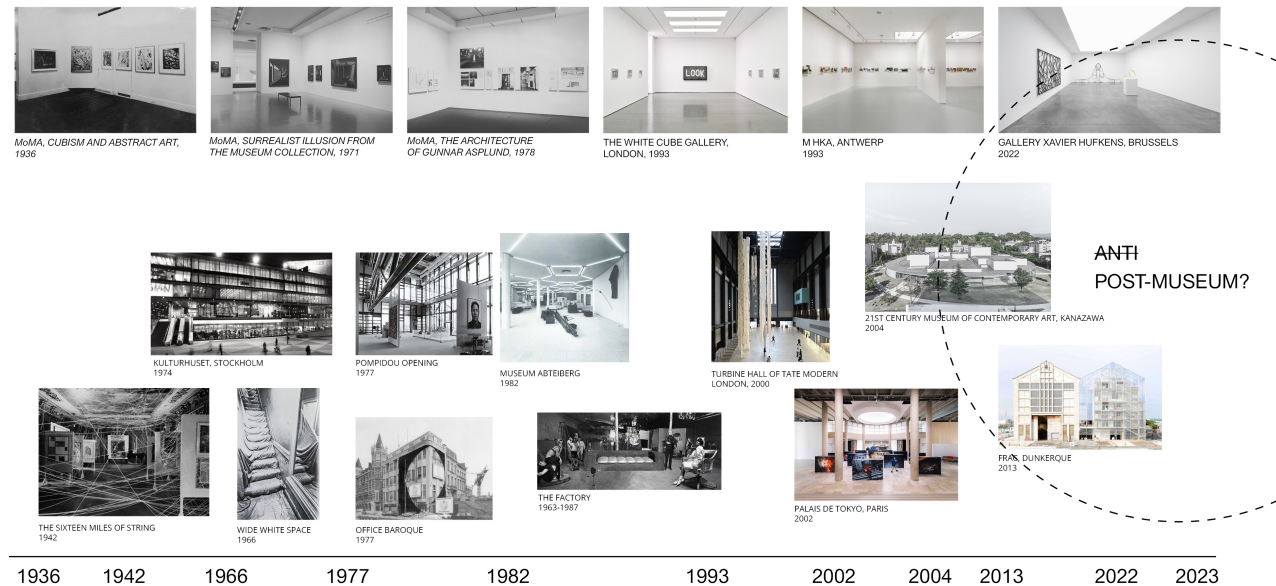 LOOK
MoMA, CUBISM AND ABSTRACT ART,
1936
MoMA, SURREALIST ILLUSION FROM
THE MUSEUM COLLECTION, 1971
MoMA, THE ARCHITECTURE
OF GUNNAR ASPLUND, 1978
THE WHITE CUBE GALLERY,
LONDON, 1993
M HKA, ANTWERP
1993
GALLERY XAVIER HUFKENS, BRUSSELS
2022
ANTI
POST-MUSEUM?
21ST CENTURY MUSEUM OF CONTEMPORARY ART, KANAZAWA
2004
KULTURHUSET, STOCKHOLM
1974
POMPIDOU OPENING
1977
MUSEUM ABTEIBERG
1982
TURBINE HALL OF TATE MODERN
LONDON, 2000
FRAC, DUNKERQUE
2013
THE SIXTEEN MILES OF STRING
1942
WIDE WHITE SPACE
1966
OFFICE BAROQUE
1977
THE FACTORY
1963-1987
PALAIS DE TOKYO, PARIS
2002
1936 1942 1966 1977 1982 1993 2002 2004 2013 2022 2023